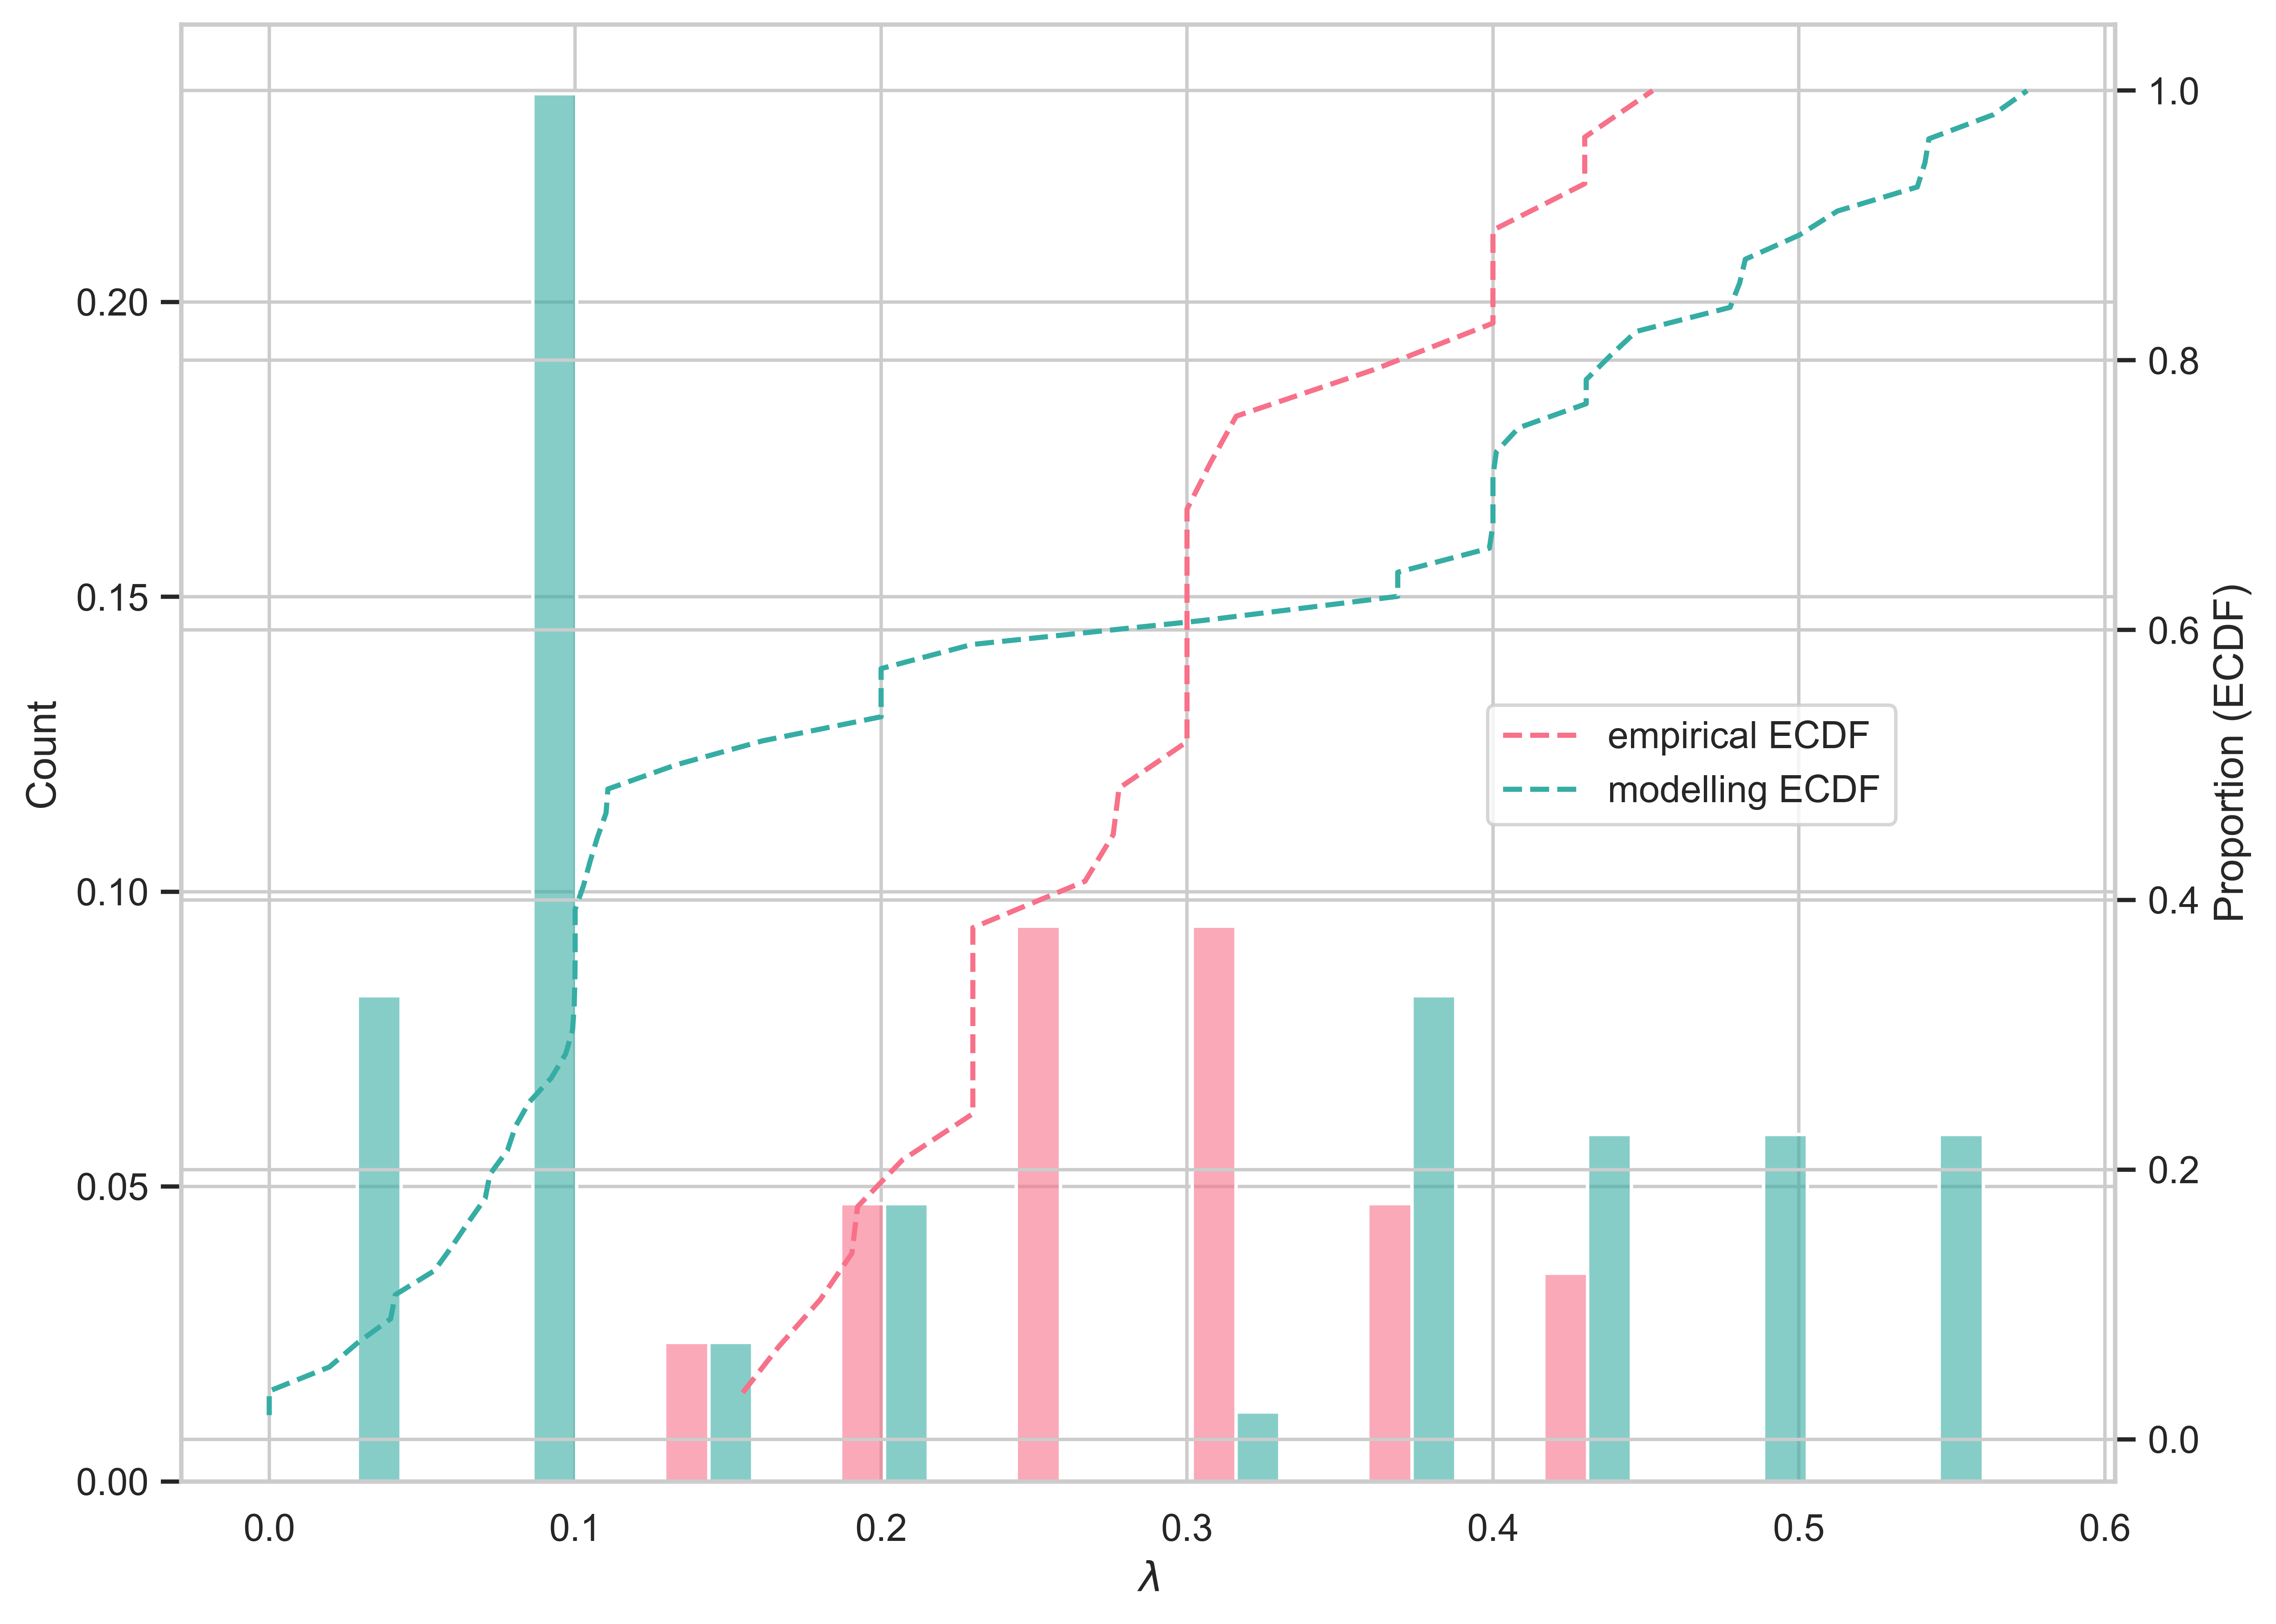 Count
0.20
0.15
0.10
0.05
0.00
1.0
0.8
0.6
0.4
0.2
0.0
Proportion (ECDF)
empirical ECDF
modelling ECDF
0.0 0.1 0.2 0.3 0.4 0.5 0.6
λ